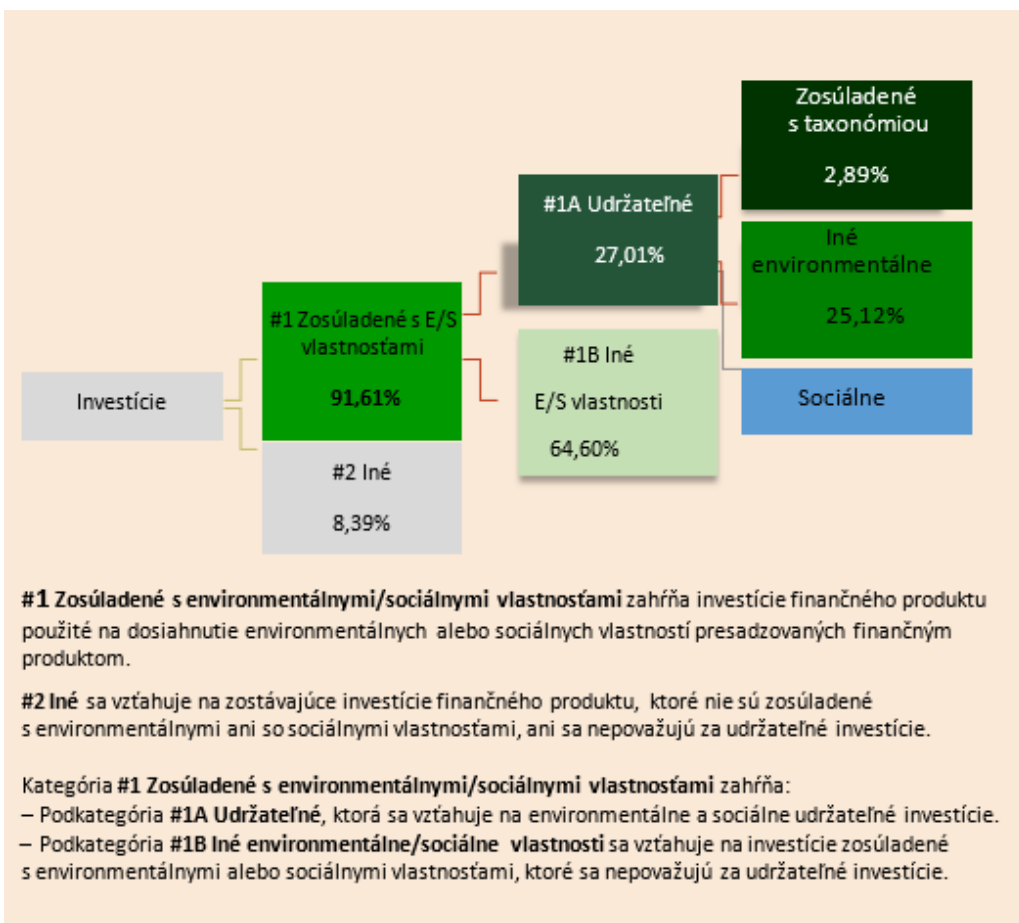 Zosúladené
s taxonómiou
2,89%
#1A Udržateľné
27,01%
Iné
environmentálne
25,12%
#1 Zosúladené s E/S
vlastnosťami
91,61%
#1B Iné
E/S vlastnosti
64,60%
Investície
Sociálne
#2 Iné
8,39%
#1 Zosúladené s environmentálnymi/sociálnymi vlastnosťami zahŕňa investície finančného produktu
použité na dosiahnutie environmentálnych alebo sociálnych vlastností presadzovaných finančným
produktom.
#2 Iné sa vzťahuje na zostávajúce investície finančného produktu, ktoré nie sú zosúladené
s environmentálnymi ani so sociálnymi vlastnosťami, ani sa nepovažujú za udržateľné investície.
Kategória #1 Zosúladené s environmentálnymi/sociálnymi vlastnosťami zahŕňa:
– Podkategória #1A Udržateľné, ktorá sa vzťahuje na environmentálne a sociálne udržateľné investície.
– Podkategória #1B Iné environmentálne/sociálne vlastnosti sa vzťahuje na investície zosúladené
s environmentálnymi alebo sociálnymi vlastnosťami, ktoré sa nepovažujú za udržateľné investície.